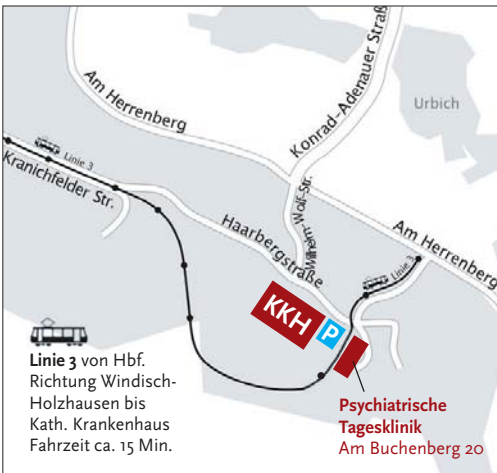 Am Herrenberg
Konrad-Adenauer Straß
Urbich
Linie 3
Kranichfelder Str.
Wilhelm-Wolf-Str.
Haarbergstraße
Am Herrenberg
Linie 3
KKH
P
Linie 3 von Hbf.
Richtung Windisch-
Holzhausen bis
Kath. Krankenhaus
Fahrzeit ca. 15 Min.
Psychiatrische
Tagesklinik
Am Buchenberg 20